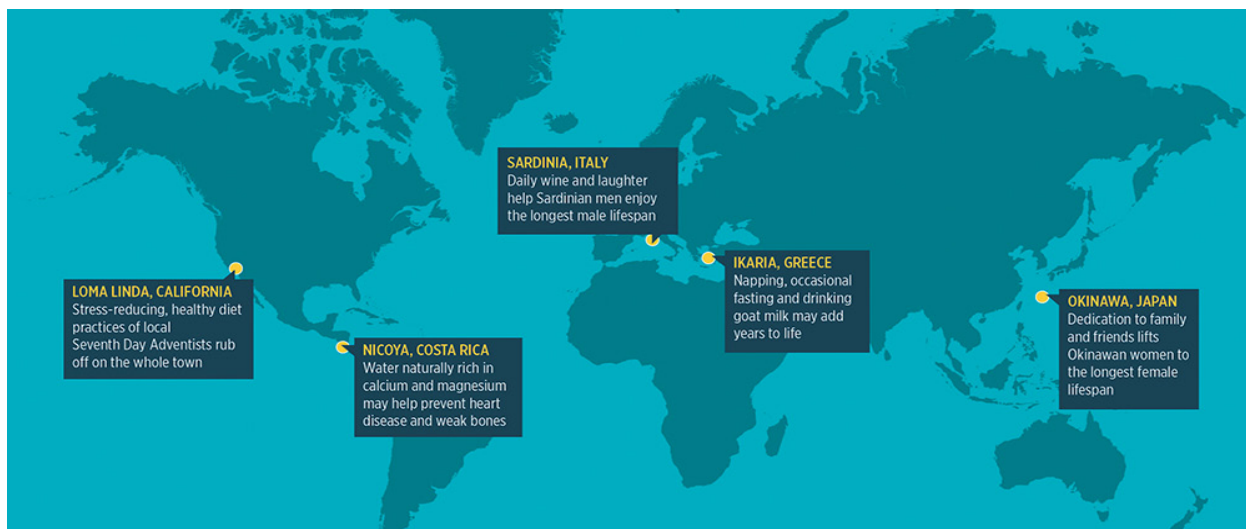 SARDINIA, ITALY
Daily wine and laughter
help Sardinian men enjoy
the longest male lifespan
LOMA LINDA, CALIFORNIA
Stress-reducing, healthy diet
practices of local
Seventh Day Adventists rub
off on the whole town
NICOYA, COSTA RICA
Water naturally rich in
calcium and magnesium
may help prevent heart
disease and weak bones
IKARIA, GREECE
Napping, occasional
fasting and drinking
goat milk may add
years to life
OKINAWA, JAPAN
Dedication to family
and friends lifts
Okinawan women to
the longest female
lifespan